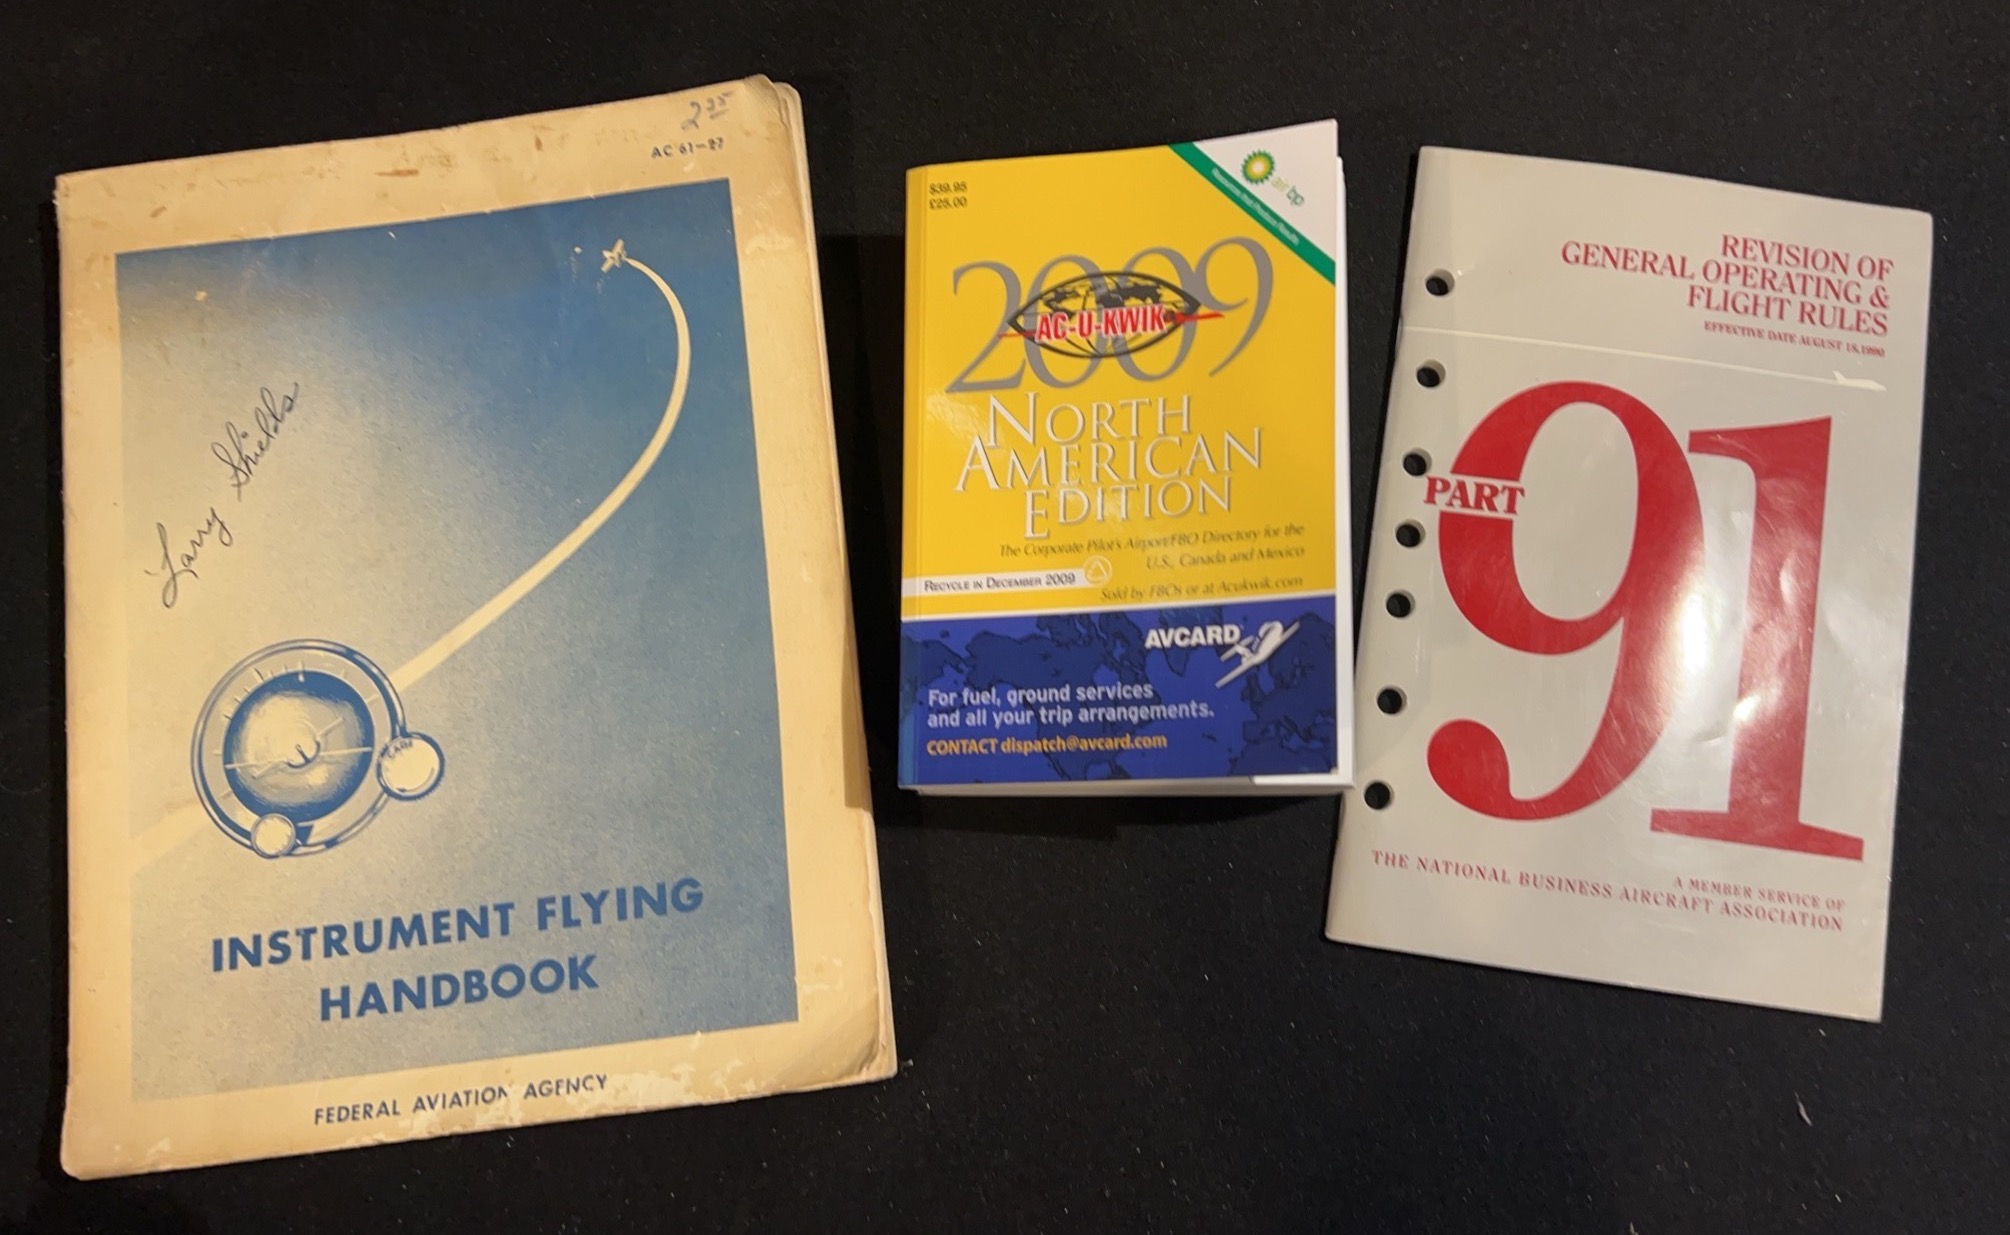 2 35
AC 61-27
Larry Shields
INSTRUMENT FLYING
HANDBOOK
FEDERAL AVIATION AGENCY
$39.95
£25.00
air bp
2009
AC-U-KWIK
NORTH
AMERICAN
EDITION
The Corporate Pilot's Airport/FBO Directory for the
U.S., Canada and Mexico
RECYCLE IN DECEMBER 2009
Sold by FBOs or at Acukwik.com
AVCARD
For fuel, ground services
and all your trip arrangements.
CONTACT dispatch@avcard.com
REVISION OF
GENERAL OPERATING &
FLIGHT RULES
EFFECTIVE DATE AUGUST 18, 1990
PART
91
A MEMBER SERVICE OF
THE NATIONAL BUSINESS AIRCRAFT ASSOCIATION